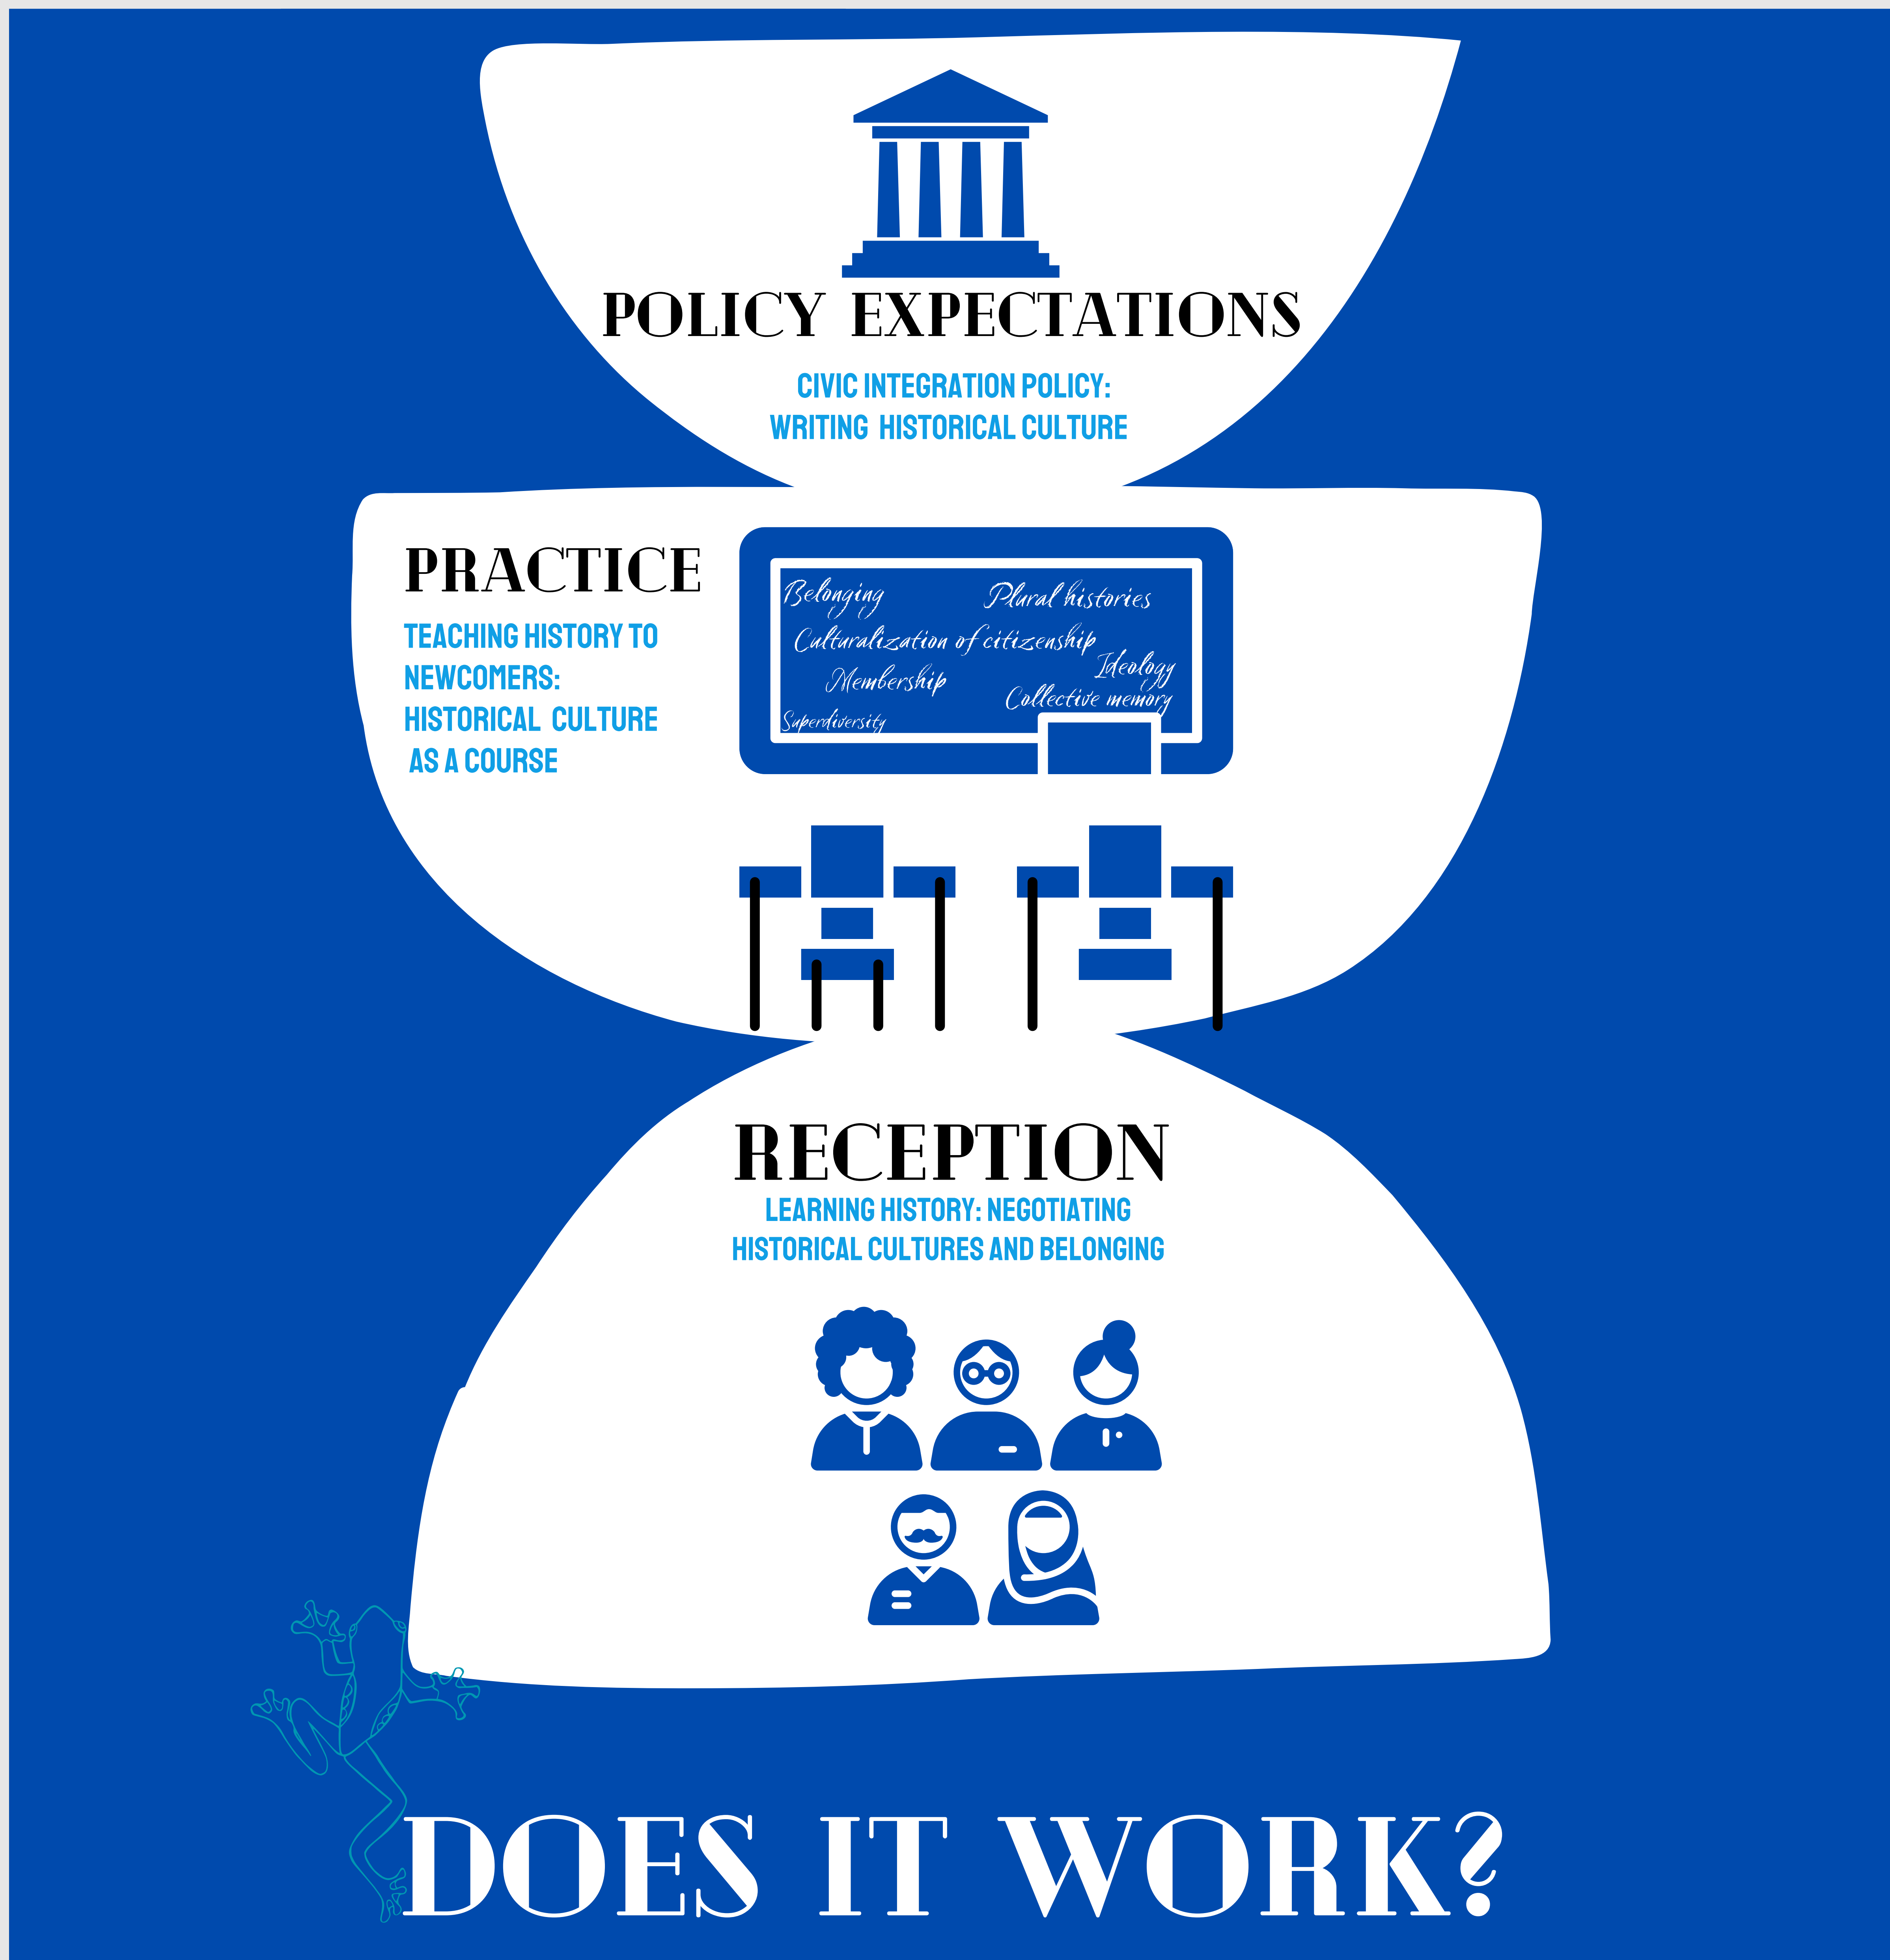 POLICY EXPECTATIONS
CIVIC INTEGRATION POLICY:
WRITING HISTORICAL CULTURE
PRACTICE
TEACHING HISTORY TO
NEWCOMERS:
HISTORICAL CULTURE
AS A COURSE
Belonging
Plural histories
Culturalization of citizenship
Ideology
Membership
Collective memory
Superdiversity
RECEPTION
LEARNING HISTORY: NEGOTIATING
HISTORICAL CULTURES AND BELONGING
DOES IT WORK?